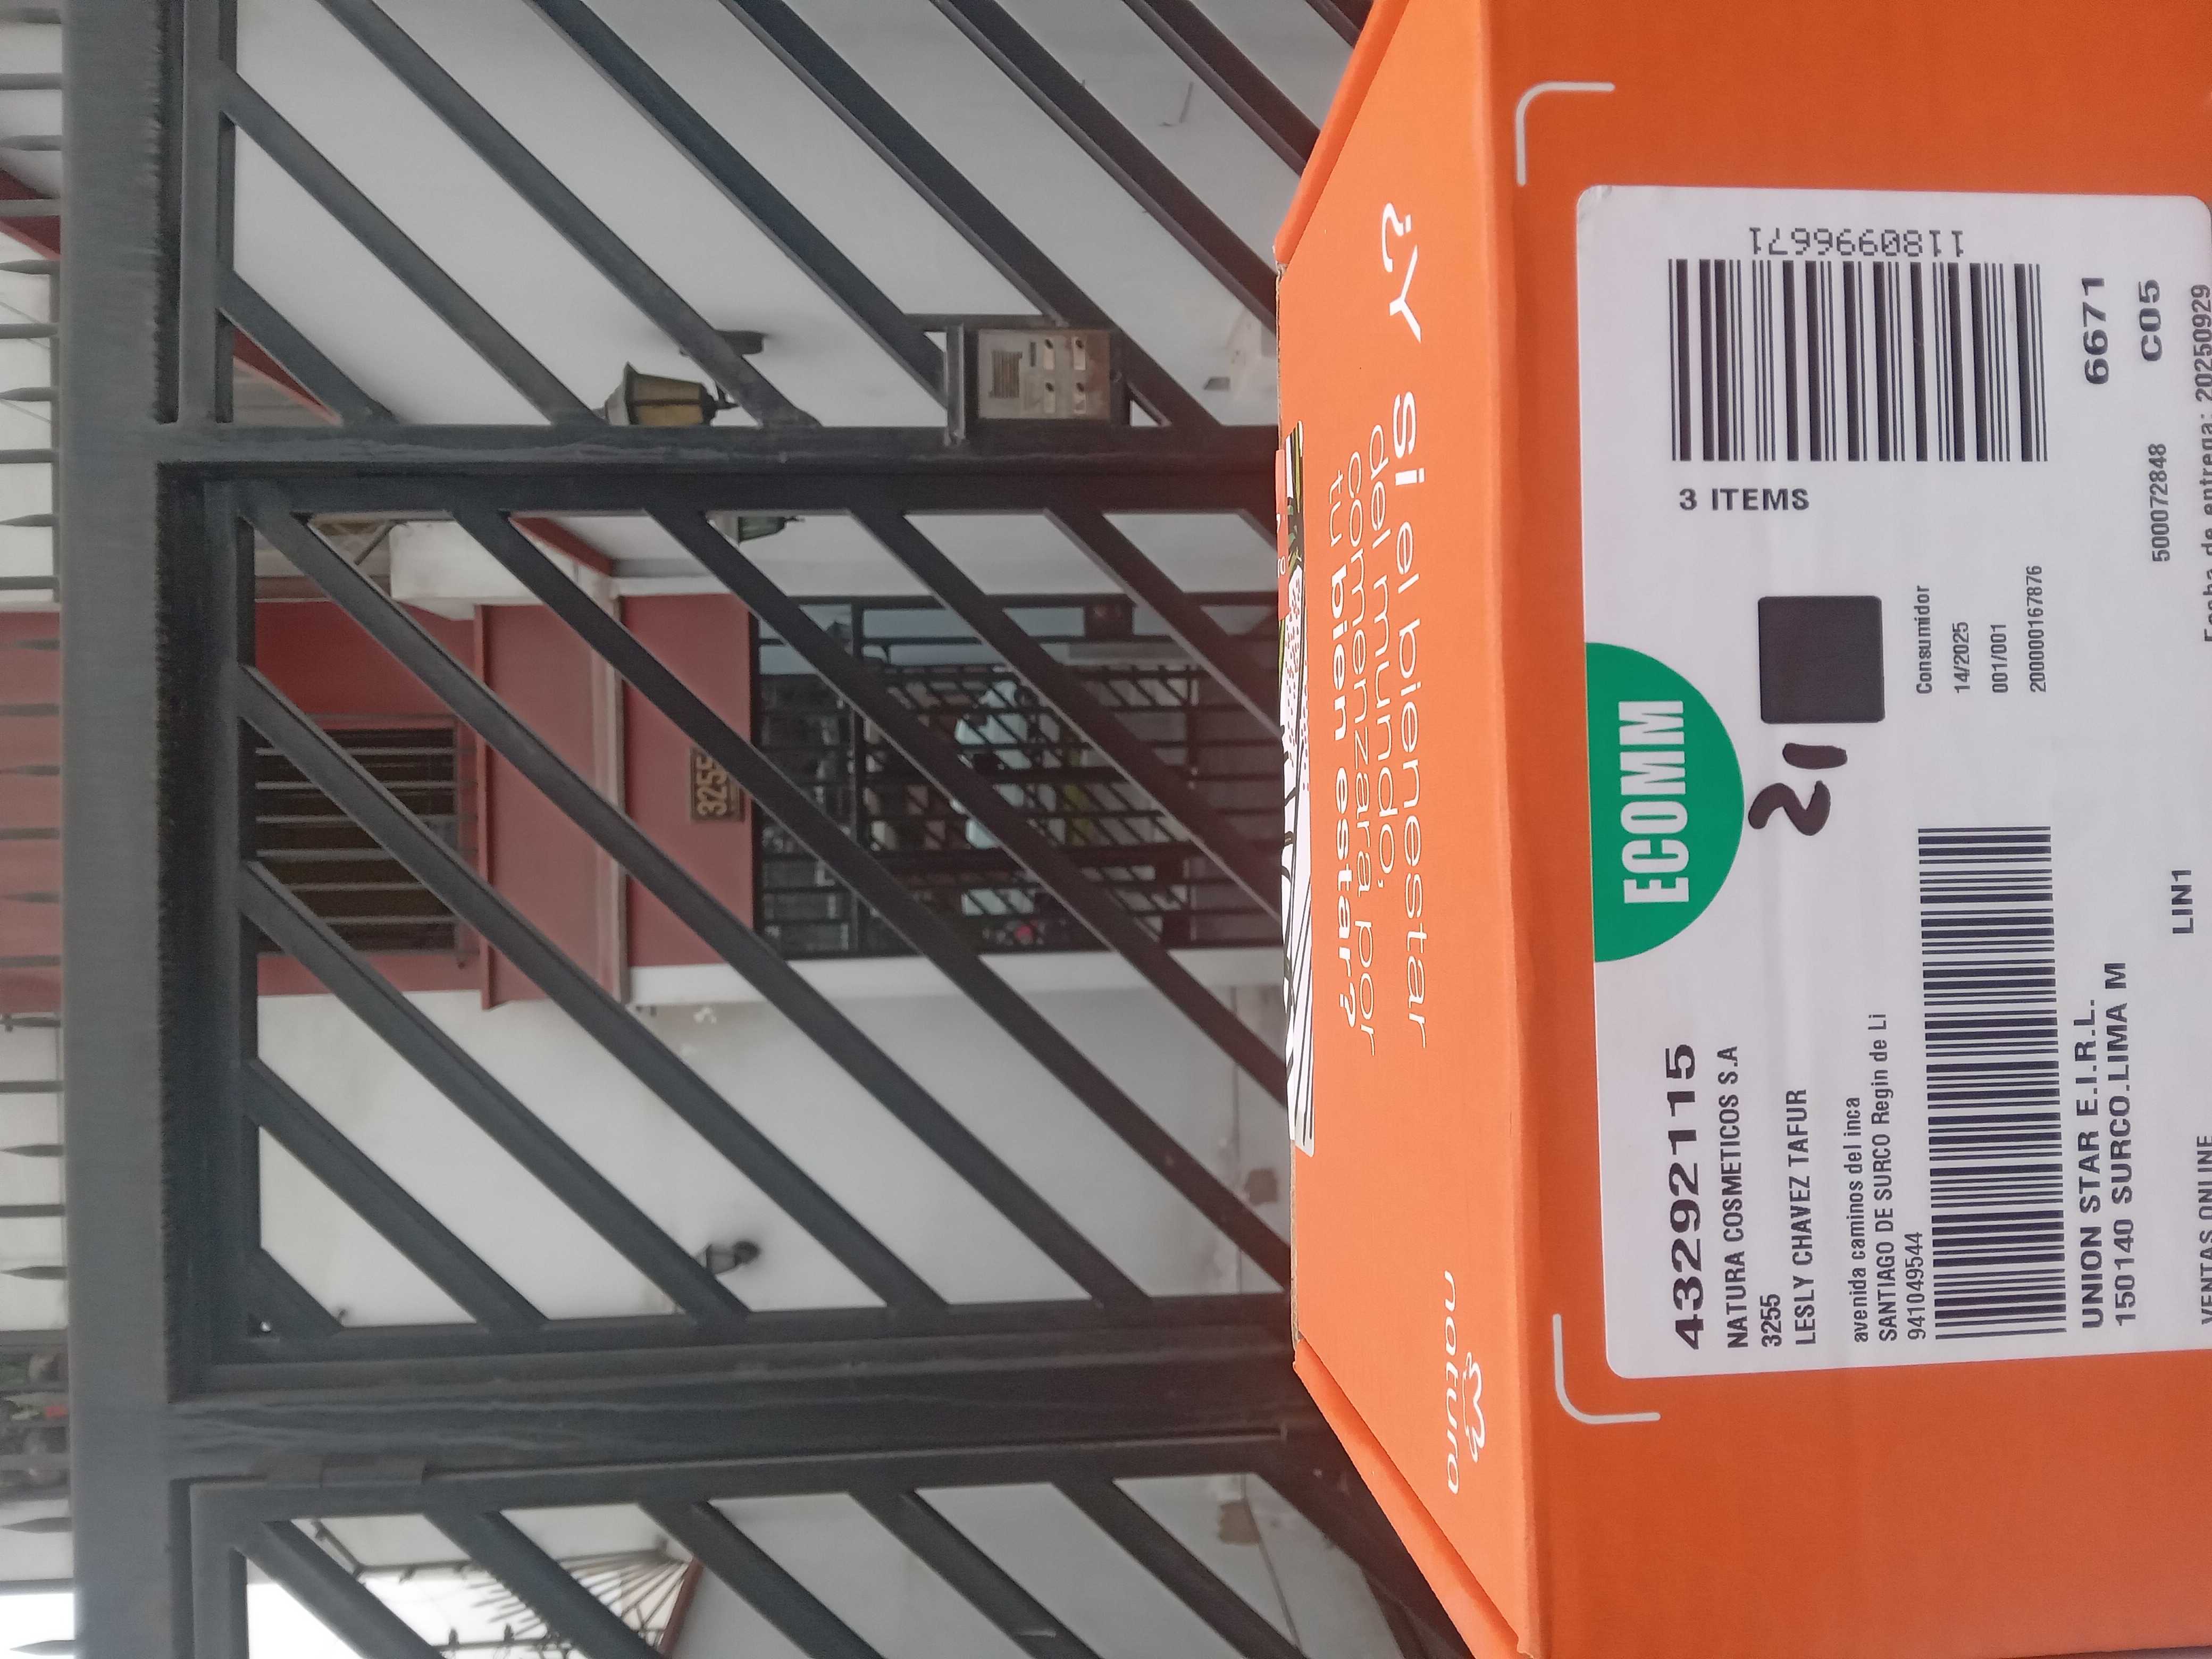 3255
¿Y si el bienestar
del mundo,
comenzara por
tu bien estar?
natura
ECOMM
43292115
NATURA COSMETICOS S.A
3255
LESLY CHAVEZ TAFUR
avenida caminos del inca
SANTIAGO DE SURCO Regin de Li
941049544
21
3 ITEMS
1180996671
Consumidor
14/2025
001/001
200000167876
6671
C05
UNION STAR E.I.R.L.
150140 SURCO.LIMA M
500072848
LIN1
Fecha de entrega: 20250929
VENTAS ONLINE